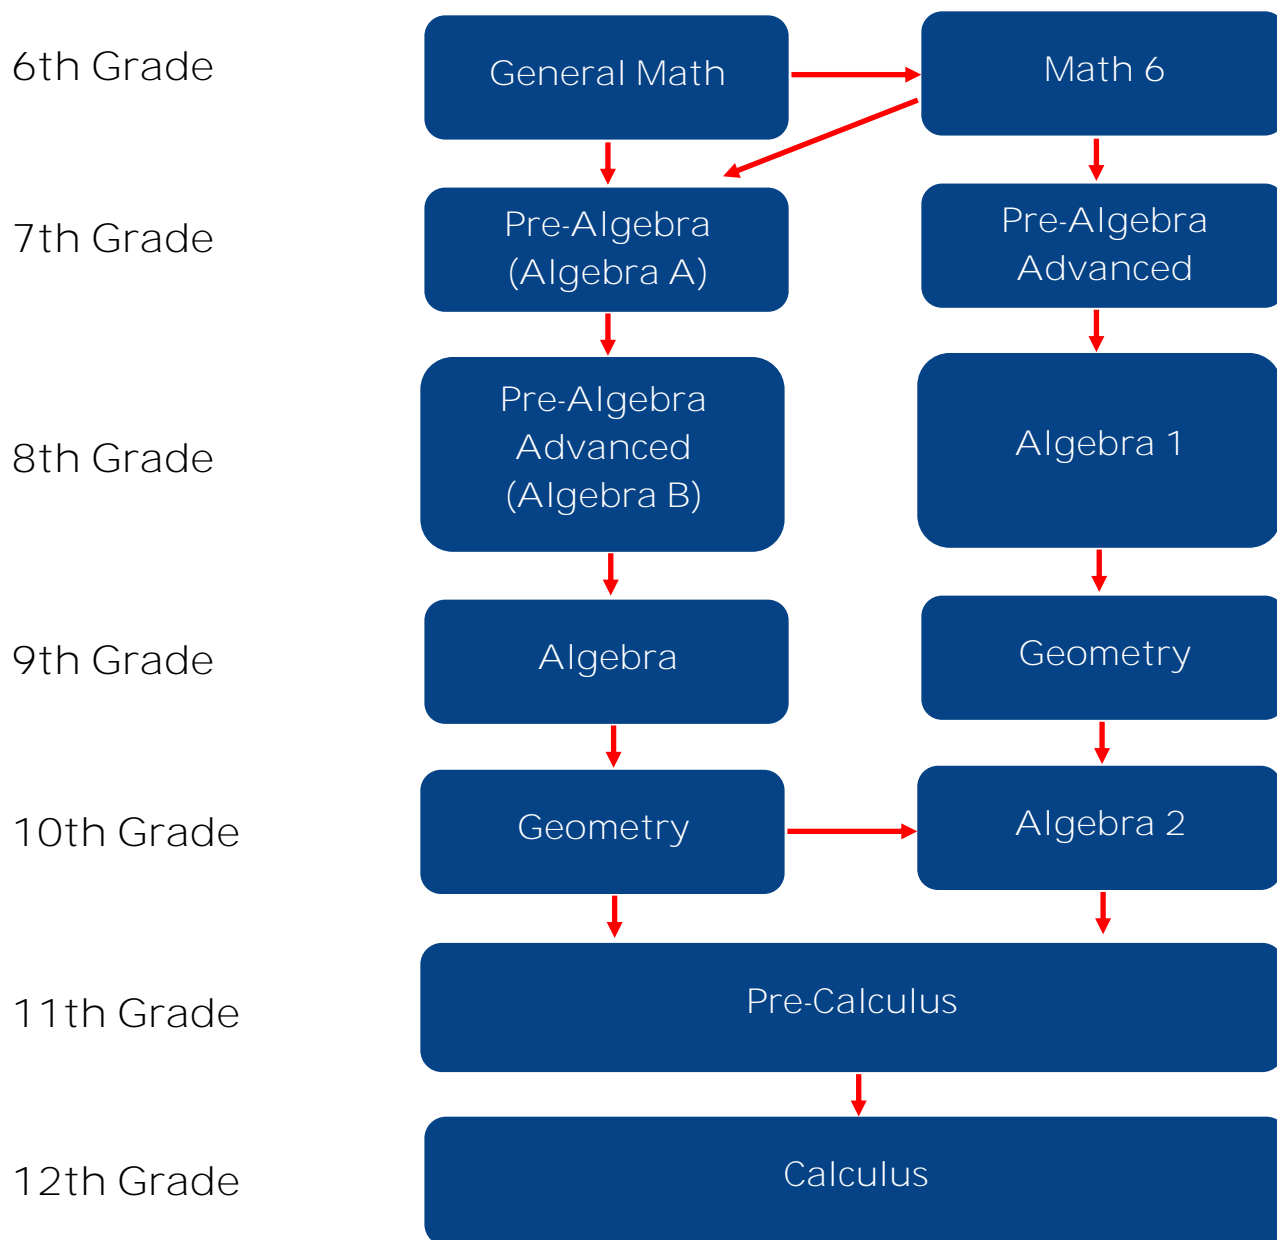 6th Grade
General Math
Math 6
7th Grade
Pre-Algebra
(Algebra A)
Pre-Algebra
Advanced
8th Grade
Pre-Algebra
Advanced
(Algebra B)
Algebra 1
9th Grade
Algebra
Geometry
10th Grade
Geometry
Algebra 2
11th Grade
Pre-Calculus
12th Grade
Calculus